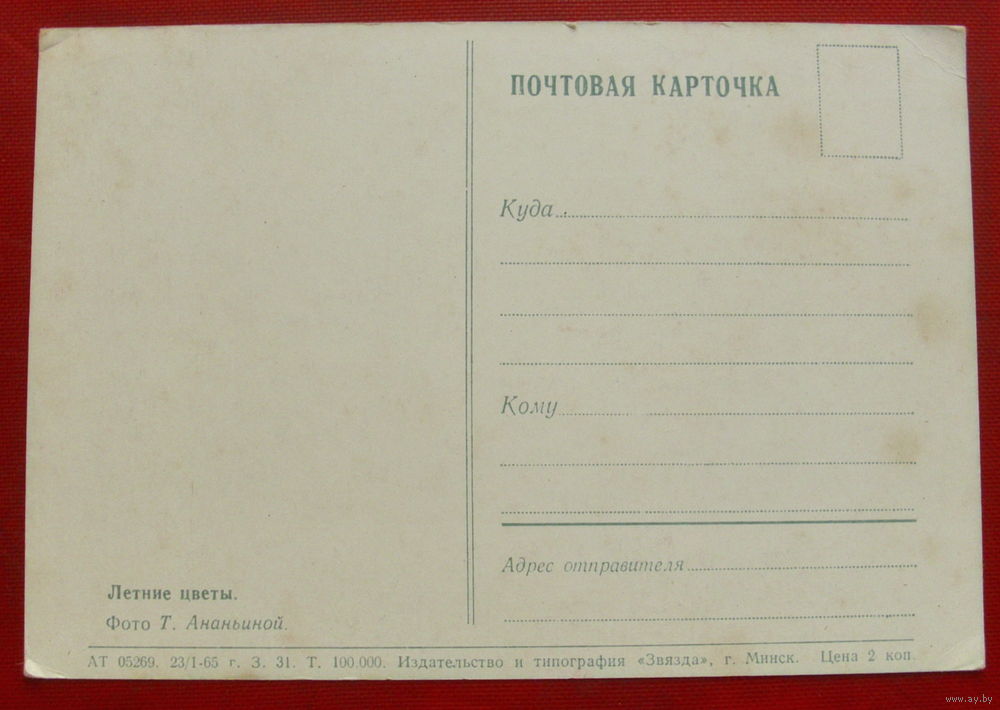 ПОЧТОВАЯ КАРТОЧКА
Куда
Кому
Адрес отправителя
Летние цветы.
Фото Т. Ананьиной.
АТ 05269. 23/I-65 г. З. 31. Т. 100.000. Издательство и типография «Звязда», г. Минск. Цена 2 коп.
www.ay.by